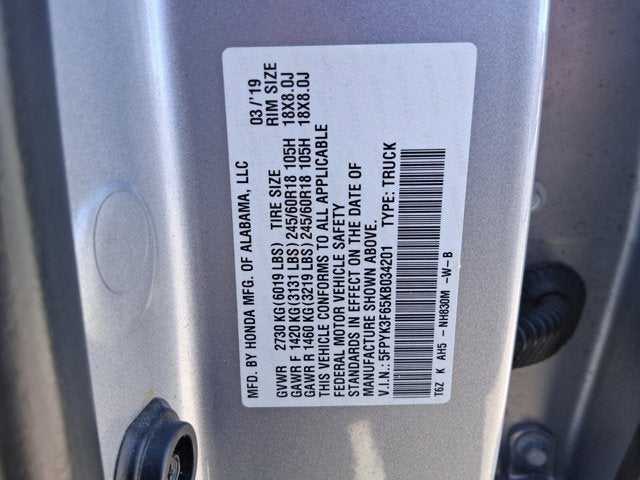 MFD. BY HONDA MFG. OF ALABAMA, LLC 03/'19
GVWR 2730 KG(6019 LBS) TIRE SIZE RIM SIZE
GAWR F 1420 KG(3131 LBS)245/60R18 105H 18X8.0J
GAWR R 1460 KG(3219 LBS)245/60R18 105H 18X8.0J
THIS VEHICLE CONFORMS TO ALL APPLICABLE
FEDERAL MOTOR VEHICLE SAFETY
STANDARDS IN EFFECT ON THE DATE OF
MANUFACTURE SHOWN ABOVE.
V.I.N.: 5FPYK3F65KB034201 TYPE: TRUCK
T6Z K AH5 - NH830M -W-B